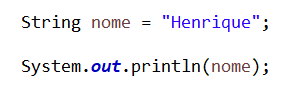 String nome = "Henrique";
System.out.println(nome);